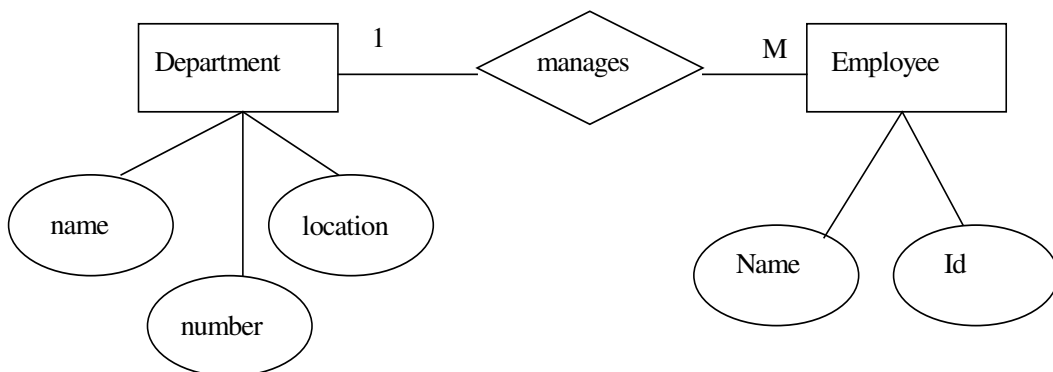 1
M
Department
manages
Employee
name
location
Name
Id
number